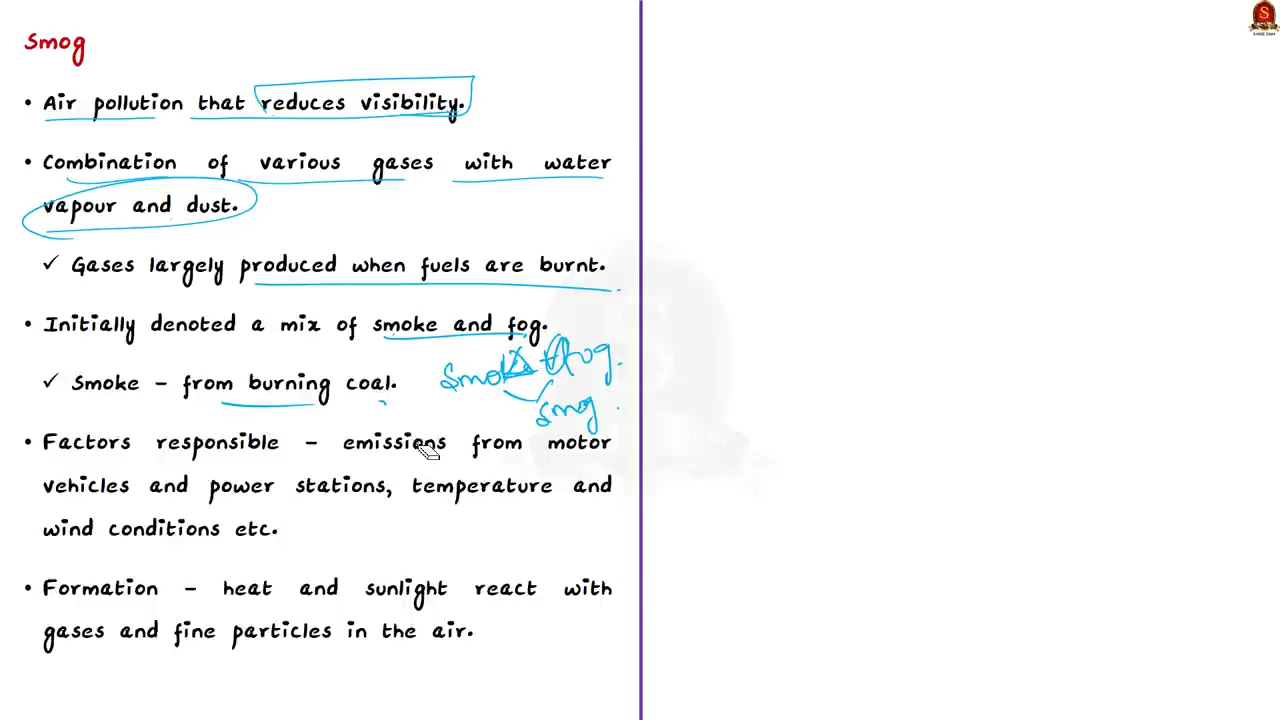 Smog
• Air pollution that reduces visibility.
• Combination of various gases with water
vapour and dust.
✓ Gases largely produced when fuels are burnt.
• Initially denoted a mix of smoke and fog.
✓ Smoke – from burning coal.
smog
• Factors responsible – emissions from motor
vehicles and power stations, temperature and
wind conditions etc.
• Formation – heat and sunlight react with
gases and fine particles in the air.